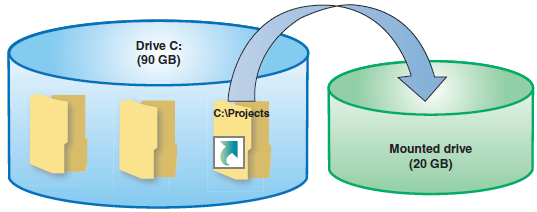 Drive C:
(90 GB)
C:\Projects
Mounted drive
(20 GB)